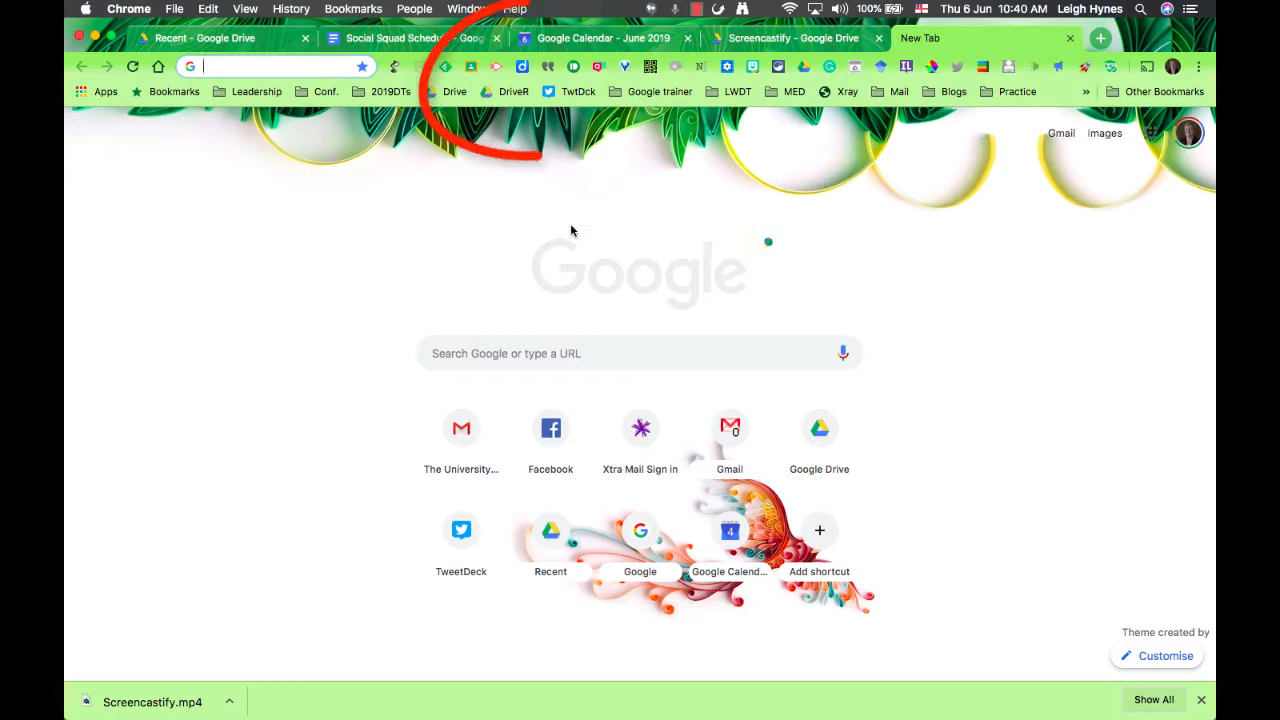 Chrome File Edit View History Bookmarks People Window Help 100% Thu 6 Jun 10:40 AM Leigh Hynes
Recent - Google Drive Social Squad Schedule - Goog Google Calendar - June 2019 Screencastify - Google Drive New Tab
Apps Bookmarks Leadership Conf. 2019DTs Drive DriveR TwtDck Google trainer LWDT MED Xray Mail Blogs Practice » Other Bookmarks
Gmail Images
Google
Search Google or type a URL
The University... Facebook Xtra Mail Sign in Gmail Google Drive
TweetDeck Recent Google Google Calend... Add shortcut
Theme created by
Customise
Screencastify.mp4 Show All